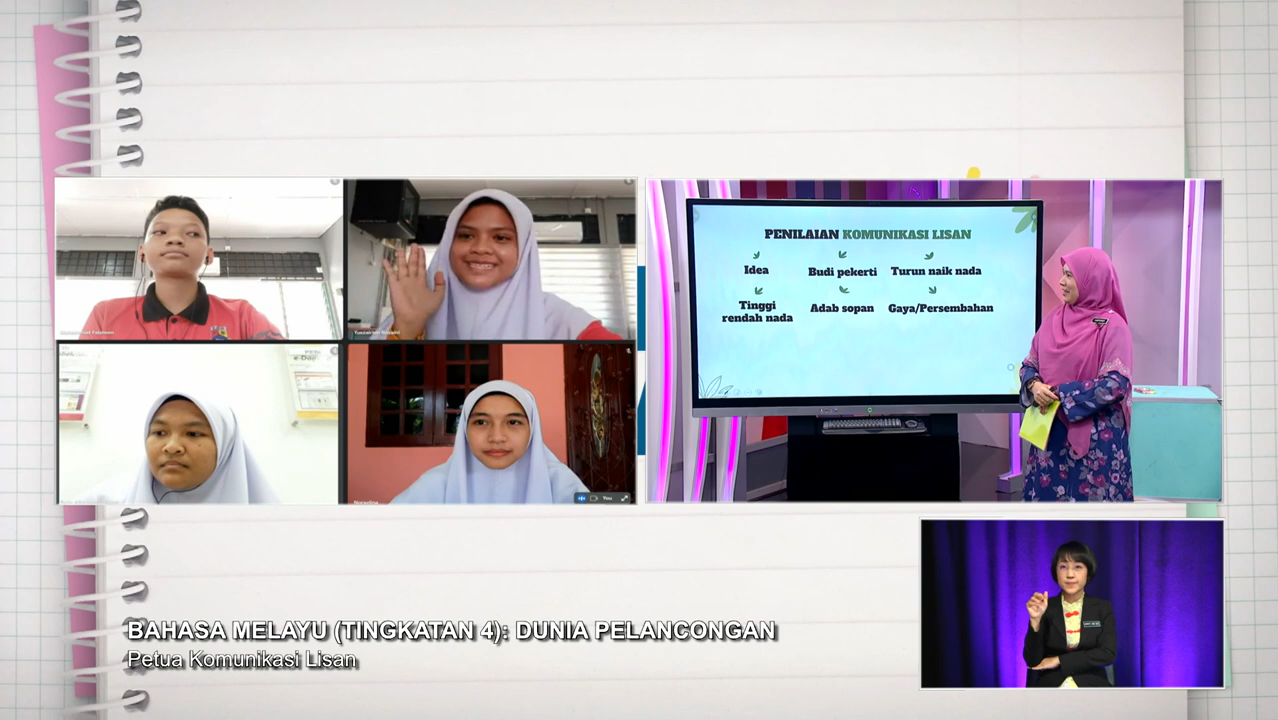 PENILAIAN KOMUNIKASI LISAN
Idea
Budi pekerti
Turun naik nada
Tinggi
rendah nada
Adab sopan
Gaya/Persembahan
You
BAHASA MELAYU (TINGKATAN 4): DUNIA PELANCONGAN
Petua Komunikasi Lisan